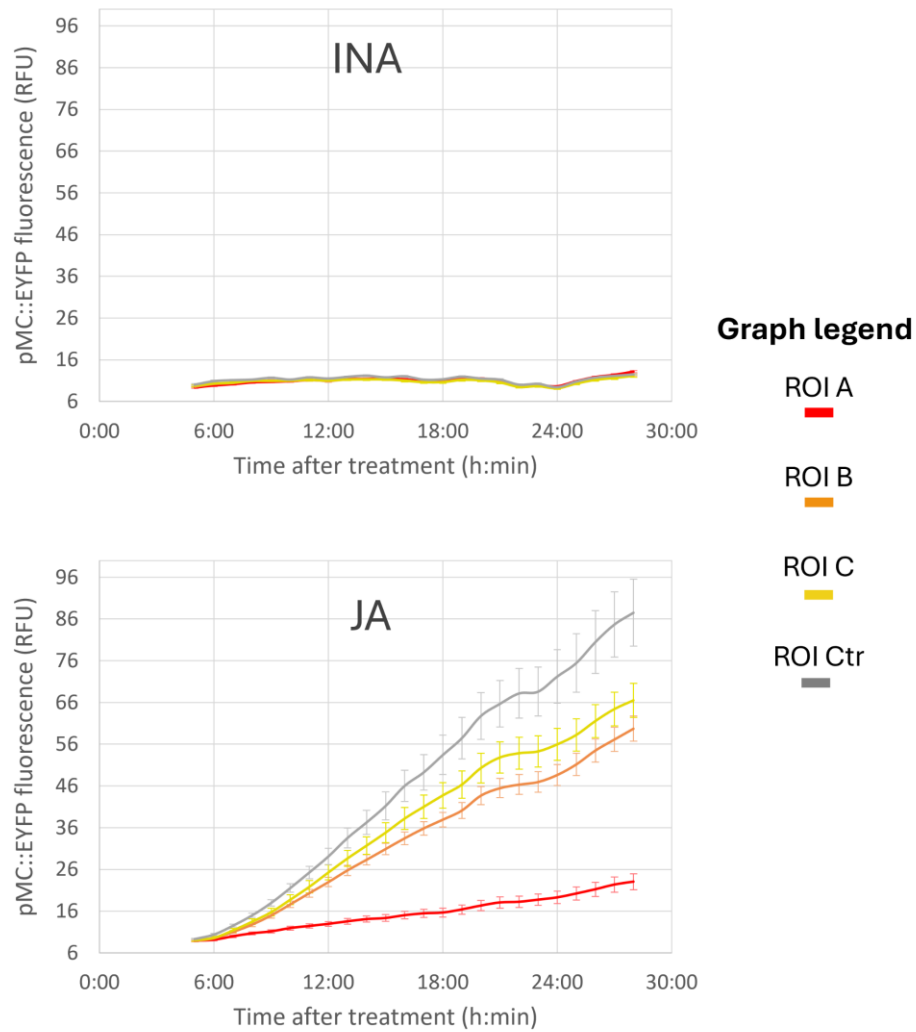 INA
pMC::EYFP fluorescence (RFU)
96
86
76
66
56
46
36
26
16
6
0:00 6:00 12:00 18:00 24:00 30:00
Time after treatment (h:min)
JA
pMC::EYFP fluorescence (RFU)
96
86
76
66
56
46
36
26
16
6
0:00 6:00 12:00 18:00 24:00 30:00
Time after treatment (h:min)
Graph legend
ROI A
ROI B
ROI C
ROI Ctr